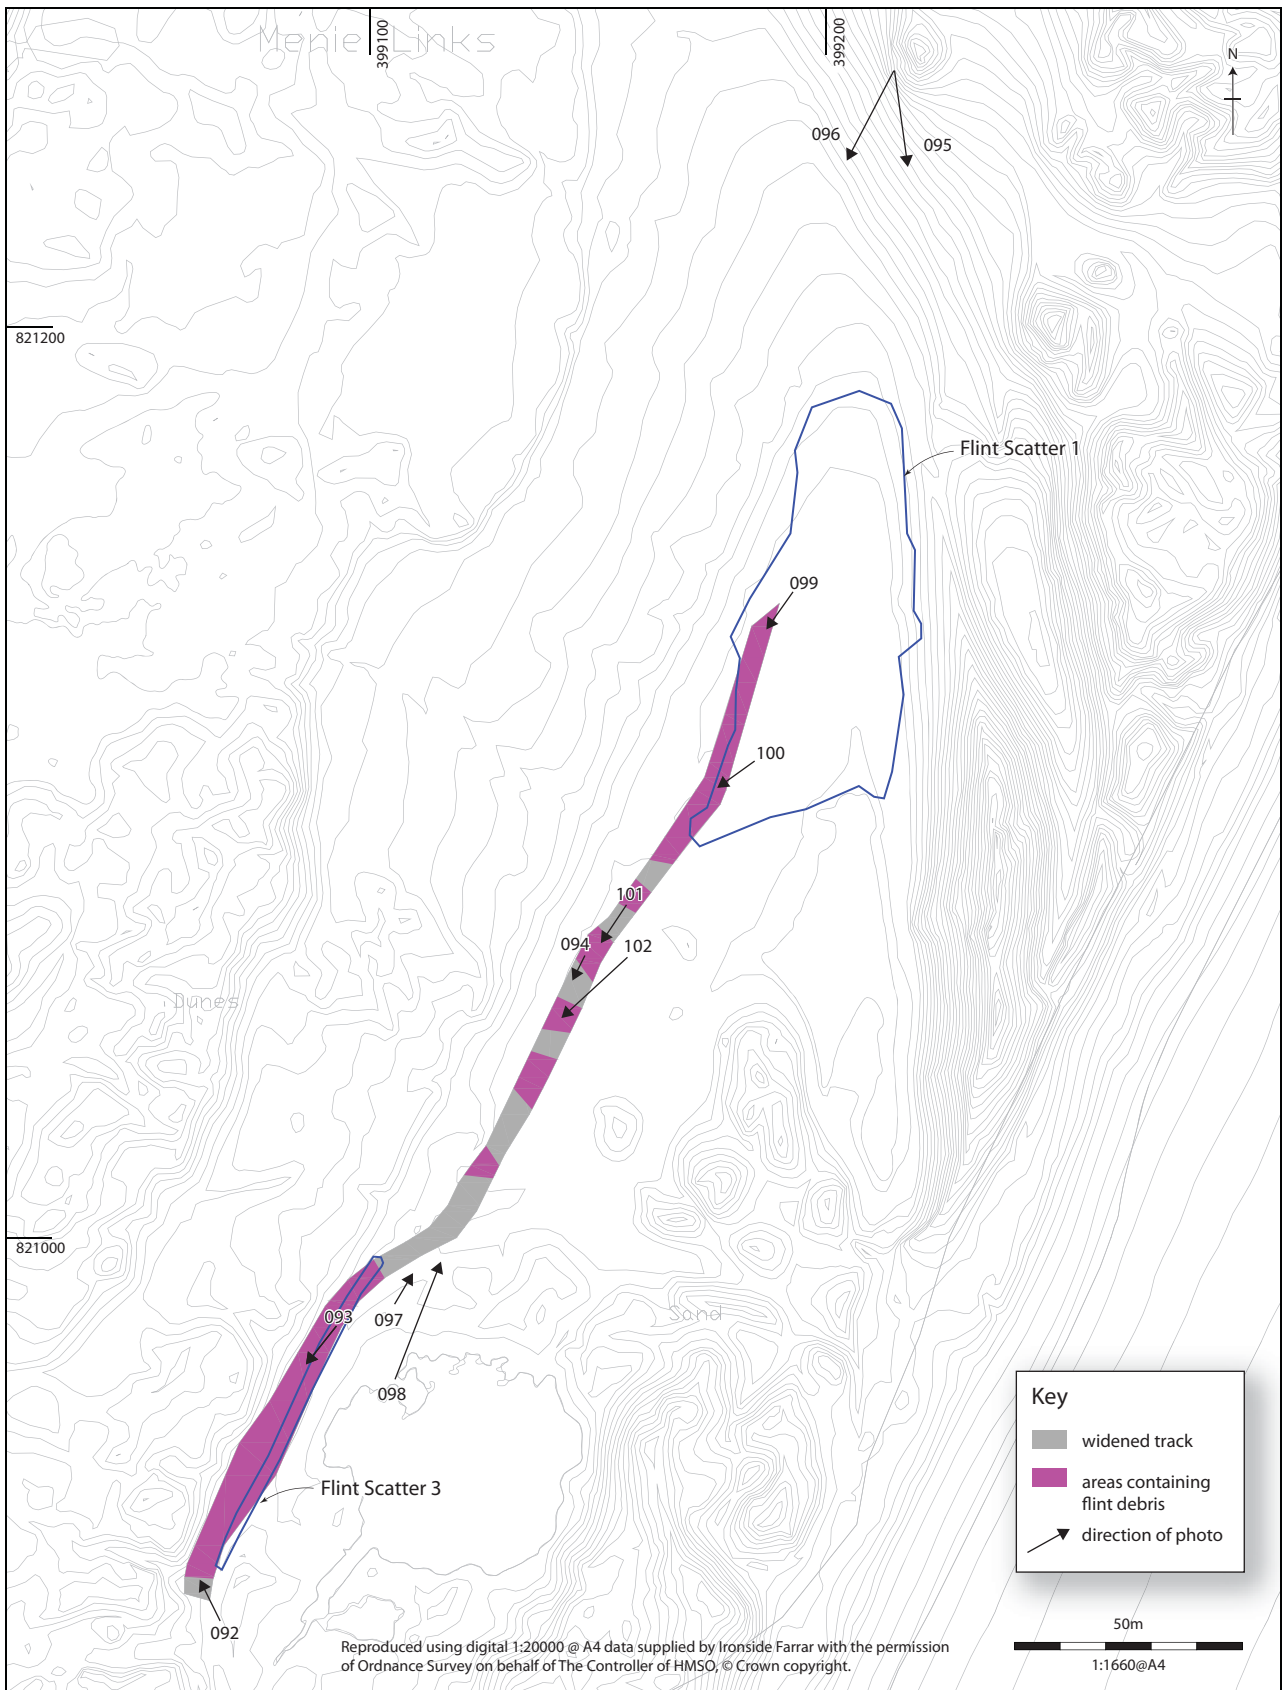 Menie Links
399100
399200
N
096
095
821200
Flint Scatter 1
099
100
101
094
102
Dunes
821000
Sand
093
097
098
Flint Scatter 3
092
Key
widened track
areas containing
flint debris
direction of photo
50m
1:1660@A4
Reproduced using digital 1:20000 @ A4 data supplied by Ironside Farrar with the permission
of Ordnance Survey on behalf of The Controller of HMSO, © Crown copyright.